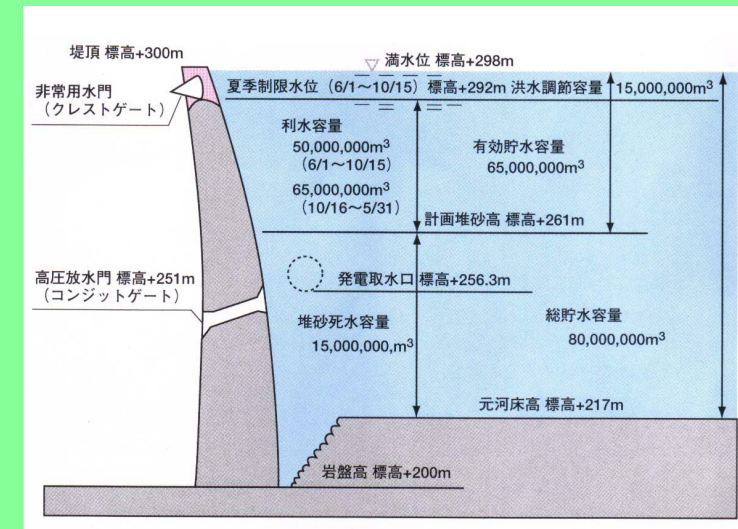 堤頂 標高+300m
満水位 標高+298m
非常用水門
（クレストゲート）
夏季制限水位（6/1〜10/15）標高+292m 洪水調節容量 15,000,000m³
利水容量
50,000,000m³
（6/1〜10/15）
65,000,000m³
（10/16〜5/31）
有効貯水容量
65,000,000m³
計画堆砂高 標高+261m
高圧放水門 標高+251m
（コンジットゲート）
発電取水口 標高+256.3m
堆砂死水容量
15,000,000,m³
総貯水容量
80,000,000m³
元河床高 標高+217m
岩盤高 標高+200m